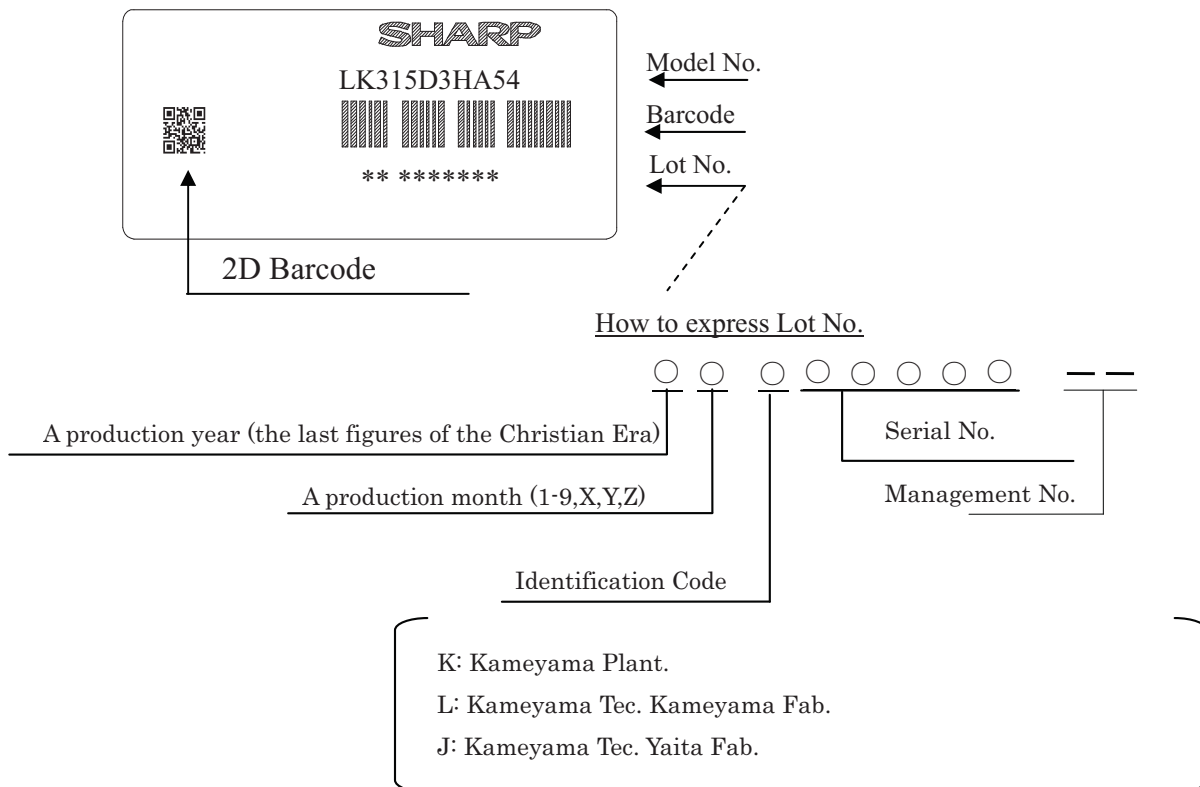 SHARP
LK315D3HA54
** *******
Model No.
Barcode
Lot No.
2D Barcode
How to express Lot No.
○ ○ ○ ○ ○ ○ ○ ○ — —
A production year (the last figures of the Christian Era)
Serial No.
A production month (1-9,X,Y,Z)
Management No.
Identification Code
K: Kameyama Plant.
L: Kameyama Tec. Kameyama Fab.
J: Kameyama Tec. Yaita Fab.